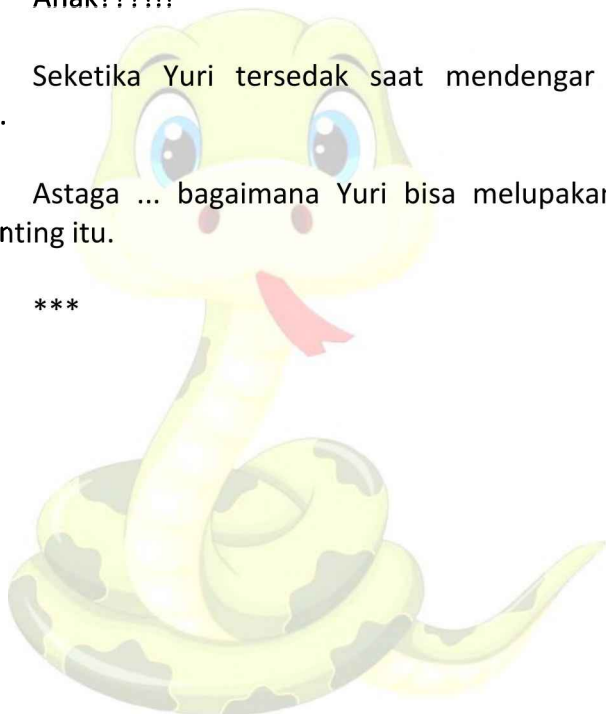 Anak???!!!
Seketika Yuri tersedak saat mendengar
.
Astaga ... bagaimana Yuri bisa melupakan
nting itu.
***